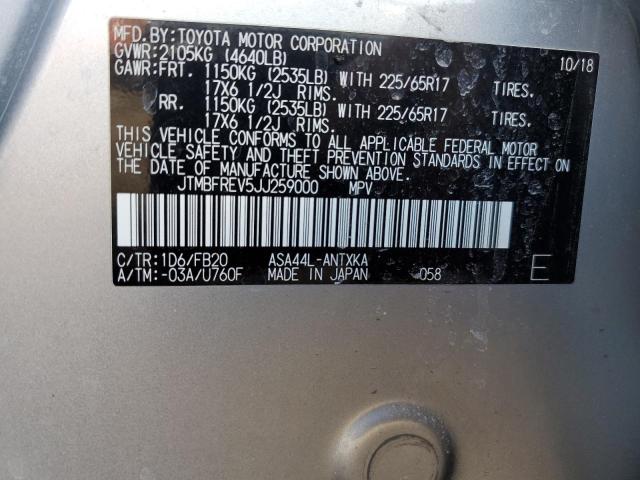 MFD.BY:TOYOTA MOTOR CORPORATION 10/18
GVWR:2105KG (4640LB)
GAWR:FRT. 1150KG (2535LB) WITH 225/65R17 TIRES.
17X6 1/2J RIMS.
RR. 1150KG (2535LB) WITH 225/65R17 TIRES.
17X6 1/2J RIMS.
THIS VEHICLE CONFORMS TO ALL APPLICABLE FEDERAL MOTOR
VEHICLE SAFETY AND THEFT PREVENTION STANDARDS IN EFFECT ON
THE DATE OF MANUFACTURE SHOWN ABOVE.
JTMBFREV5JJ259000 MPV
C/TR:1D6/FB20 ASA44L-ANTXKA
A/TM:-03A/U760F MADE IN JAPAN 058 E